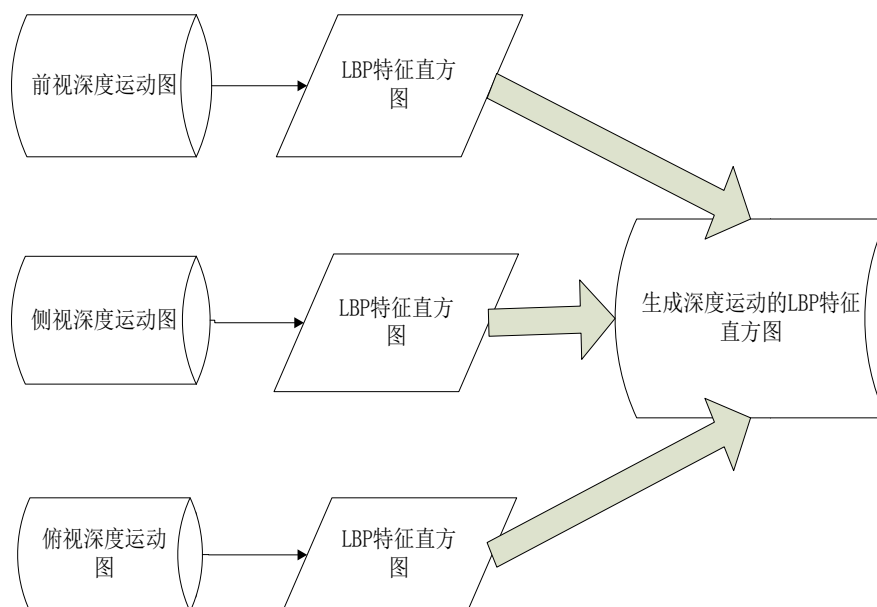 前视深度运动图
LBP特征直方
图
侧视深度运动图
LBP特征直方
图
生成深度运动的LBP特征
直方图
俯视深度运动
图
LBP特征直方
图